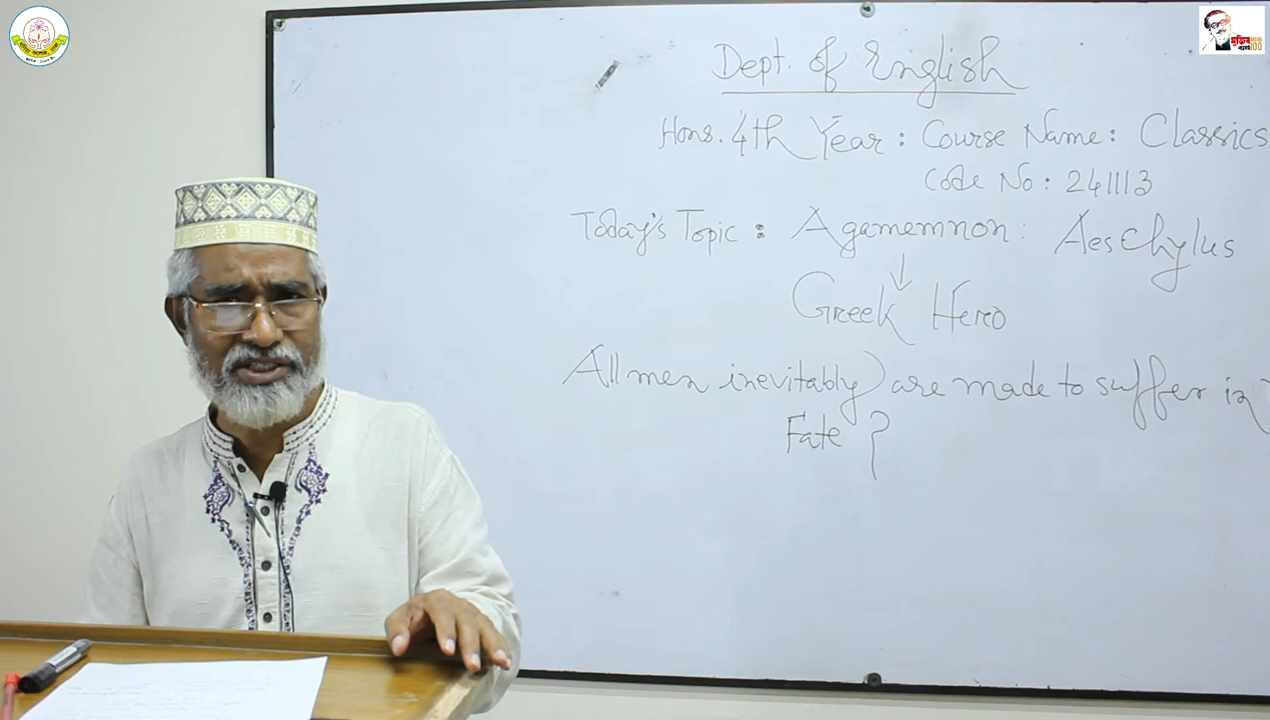 Dept. of English
Hons. 4th Year : Course Name : Classics
Code No : 241113
Today's Topic : Agamemnon : Aeschylus
Greek Hero
All men inevitably are made to suffer in
Fate ?